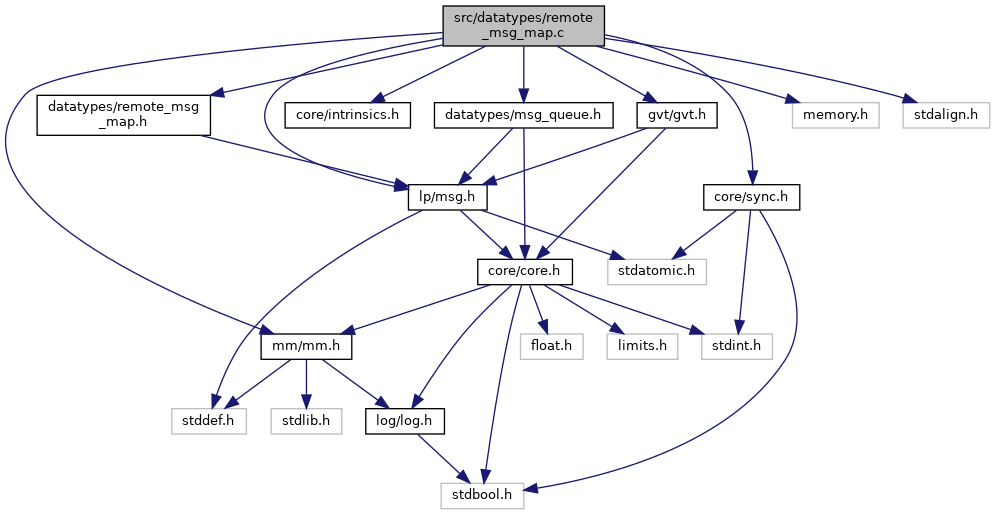 src/datatypes/remote
_msg_map.c
datatypes/remote_msg
_map.h
core/intrinsics.h
datatypes/msg_queue.h
gvt/gvt.h
memory.h
stdalign.h
lp/msg.h
core/sync.h
core/core.h
stdatomic.h
mm/mm.h
float.h
limits.h
stdint.h
stddef.h
stdlib.h
log/log.h
stdbool.h